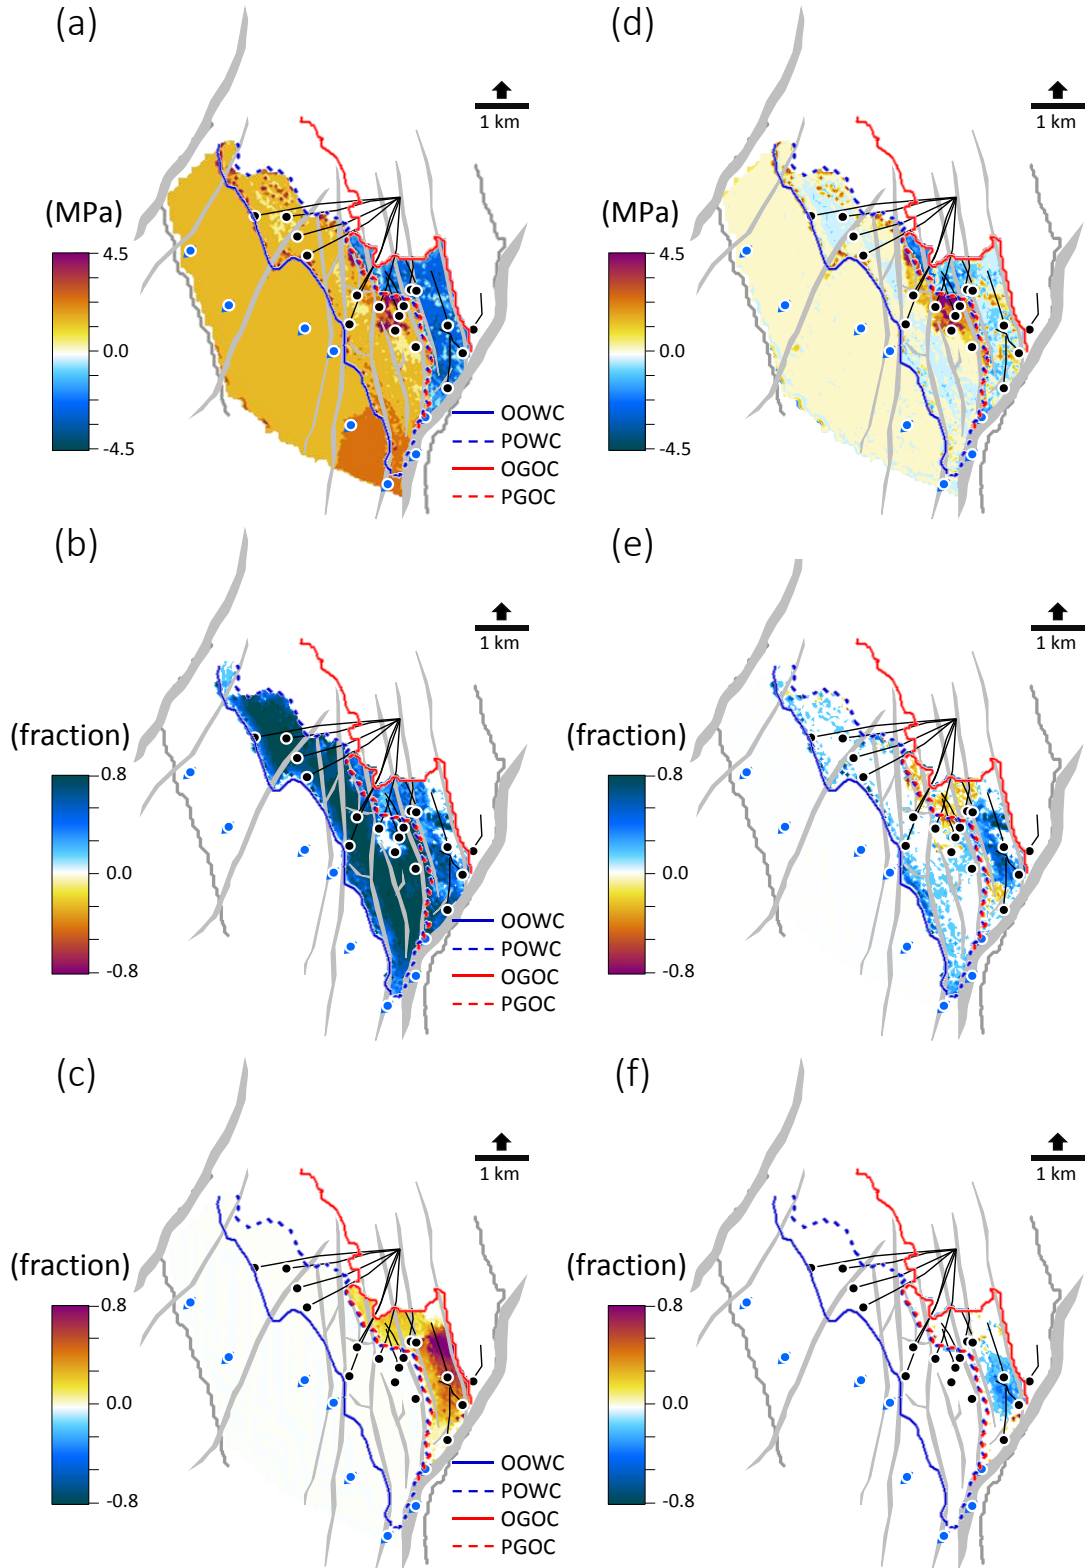 (a)
1 km
(MPa)
4.5
0.0
-4.5
OOWC
POWC
OGOC
PGOC
(d)
1 km
(MPa)
4.5
0.0
-4.5
(b)
1 km
(fraction)
0.8
0.0
-0.8
OOWC
POWC
OGOC
PGOC
(e)
1 km
(fraction)
0.8
0.0
-0.8
(c)
1 km
(fraction)
0.8
0.0
-0.8
OOWC
POWC
OGOC
PGOC
(f)
1 km
(fraction)
0.8
0.0
-0.8